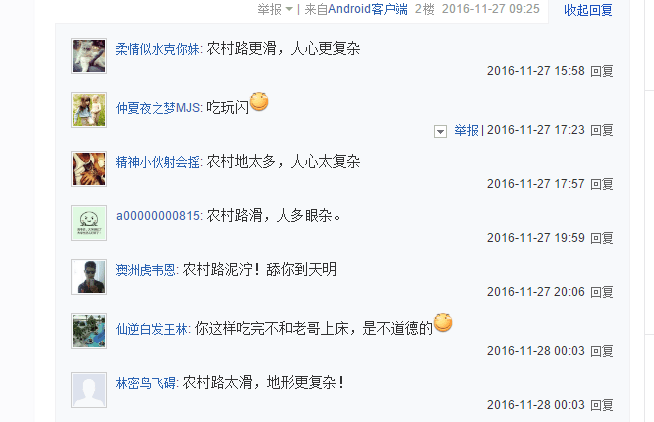 举报 | 来自Android客户端 2楼 2016-11-27 09:25 收起回复
柔情似水克你妹: 农村路更滑，人心更复杂
2016-11-27 15:58 回复
仲夏夜之梦MJS: 吃玩闪
举报 | 2016-11-27 17:23 回复
精神小伙射会摇: 农村地太多，人心太复杂
2016-11-27 17:57 回复
a00000000815: 农村路滑，人多眼杂。
2016-11-27 19:59 回复
澳洲虎韦恩: 农村路泥泞！舔你到天明
2016-11-27 20:06 回复
仙逆白发王林: 你这样吃完不和老哥上床，是不道德的
2016-11-28 00:03 回复
林密鸟飞碍: 农村路太滑，地形更复杂！
2016-11-28 00:03 回复